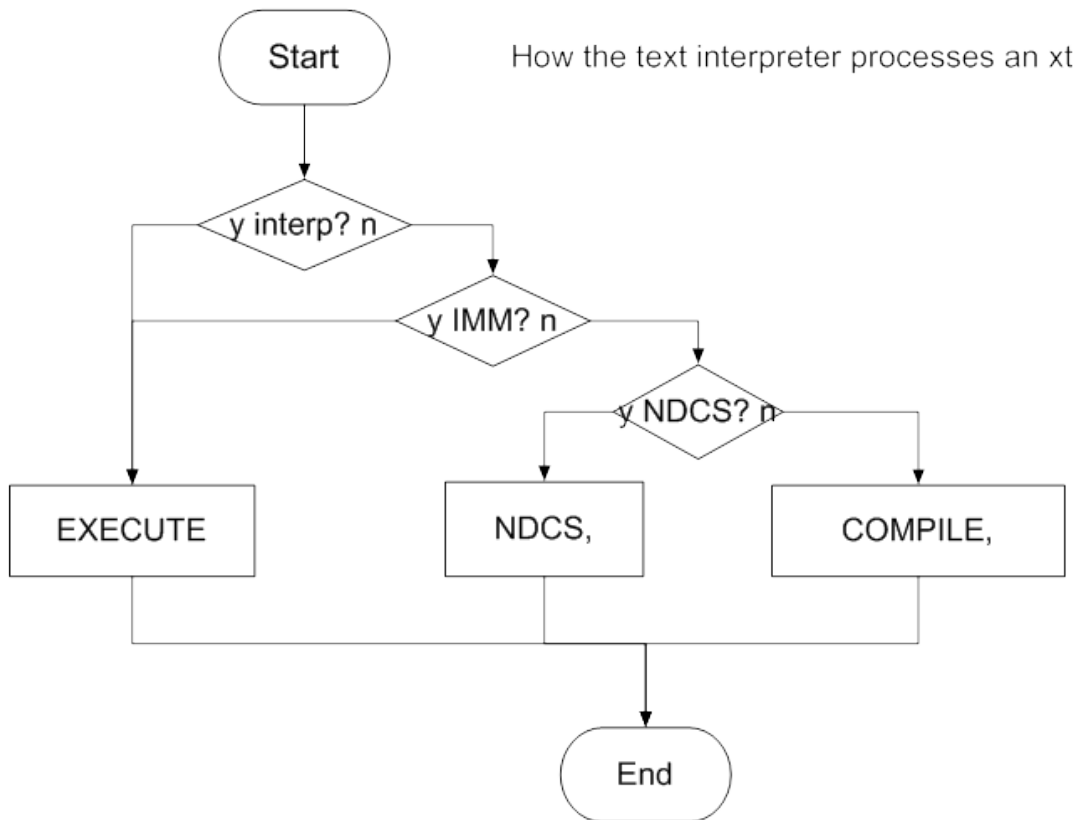 Start
How the text interpreter processes an xt
y interp? n
y IMM? n
y NDCS? n
EXECUTE
NDCS,
COMPILE,
End